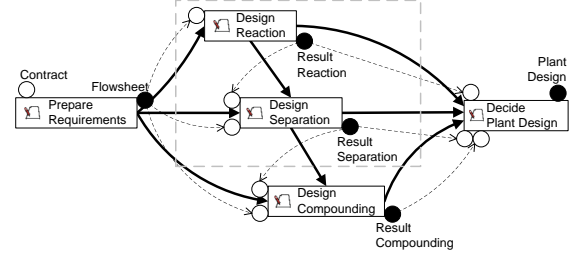 Design
Reaction
Result
Reaction
Contract
Flowsheet
Prepare
Requirements
Design
Separation
Result
Separation
Plant
Design
Decide
Plant Design
Design
Compounding
Result
Compounding